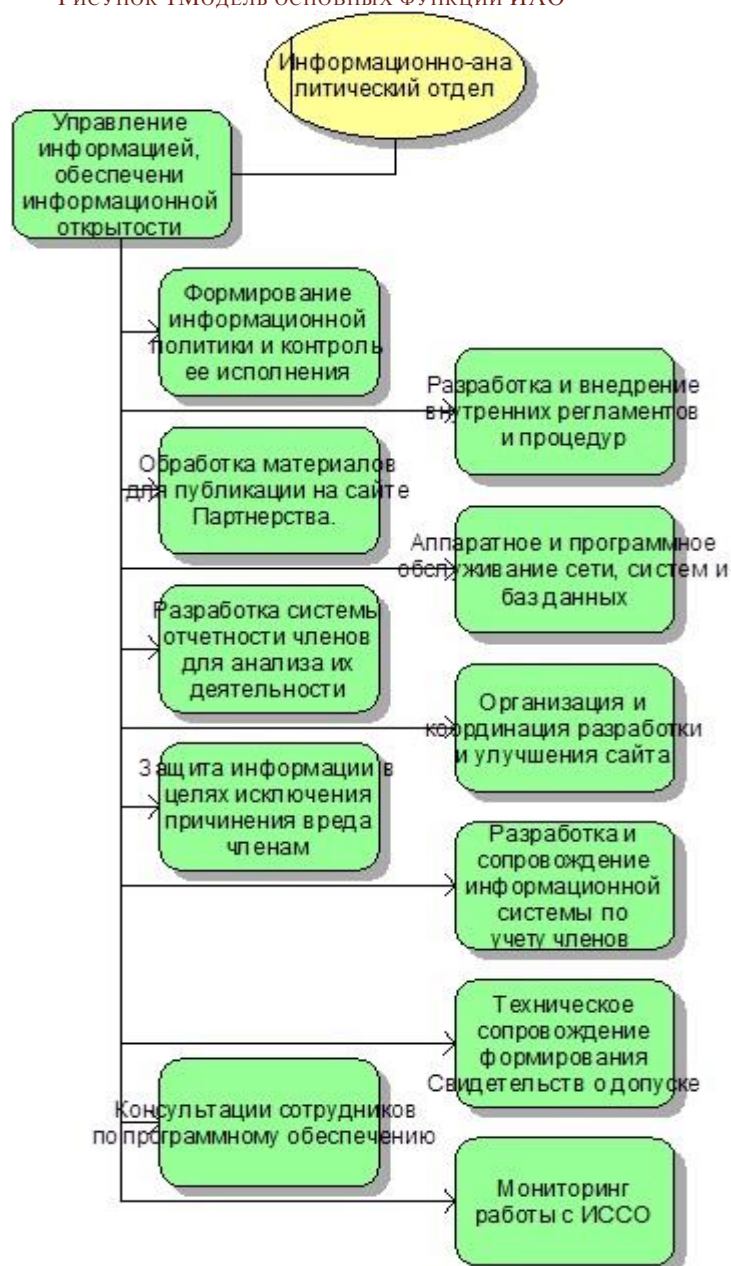 Рисунок 1Модель основных функций ИАО
Информационно-ана
литический отдел
Управление
информацией,
обеспечени
информационной
открытости
Формирование
информационной
политики и контроль
ее исполнения
Разработка и внедрение
внутренних регламентов
и процедур
Обработка материалов
для публикации на сайте
Партнерства.
Аппаратное и программное
обслуживание сети, систем и
баз данных
Разработка системы
отчетности членов
для анализа их
деятельности
Организация и
координация разработки
и улучшения сайта
Защита информации в
целях исключения
причинения вреда
членам
Разработка и
сопровождение
информационной
системы по
учету членов
Техническое
сопровождение
формирования
Свидетельств о допуске
Консультации сотрудников
по программному обеспечению
Мониторинг
работы с ИССО